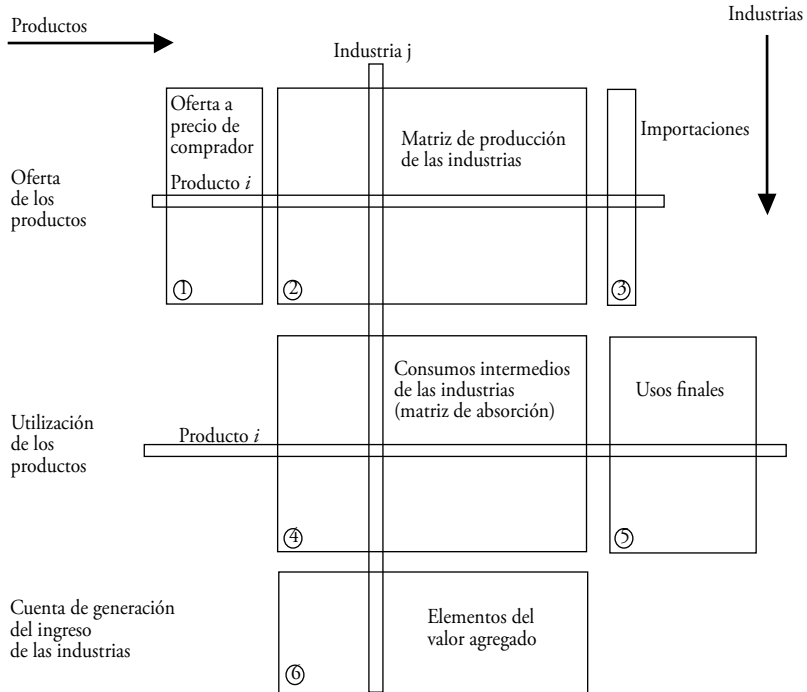 Productos
Industrias
Industria j
Oferta a
precio de
comprador
Matriz de producción
de las industrias
Importaciones
Oferta
de los
productos
Producto i
1
2
3
Consumos intermedios
de las industrias
(matriz de absorción)
Usos finales
Utilización
de los
productos
Producto i
4
5
Cuenta de generación
del ingreso
de las industrias
Elementos del
valor agregado
6